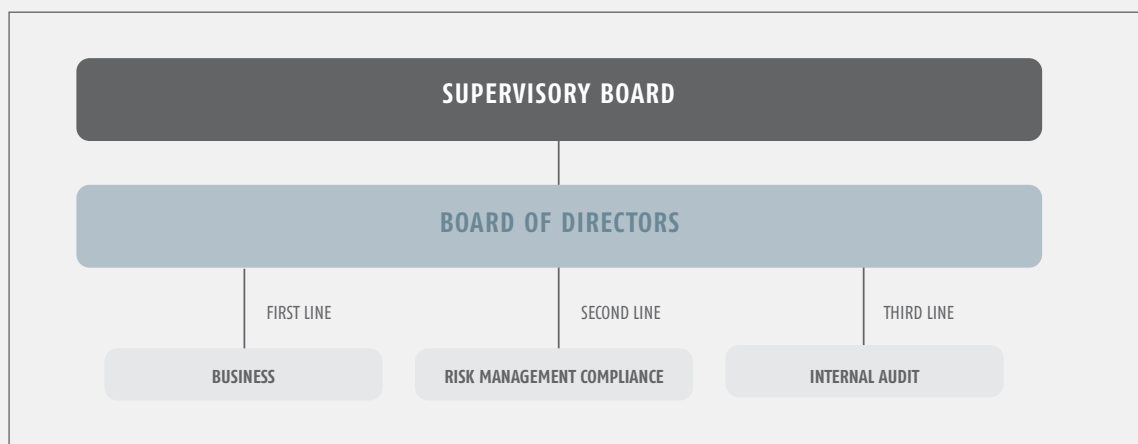 SUPERVISORY BOARD
BOARD OF DIRECTORS
FIRST LINE
SECOND LINE
THIRD LINE
BUSINESS
RISK MANAGEMENT COMPLIANCE
INTERNAL AUDIT